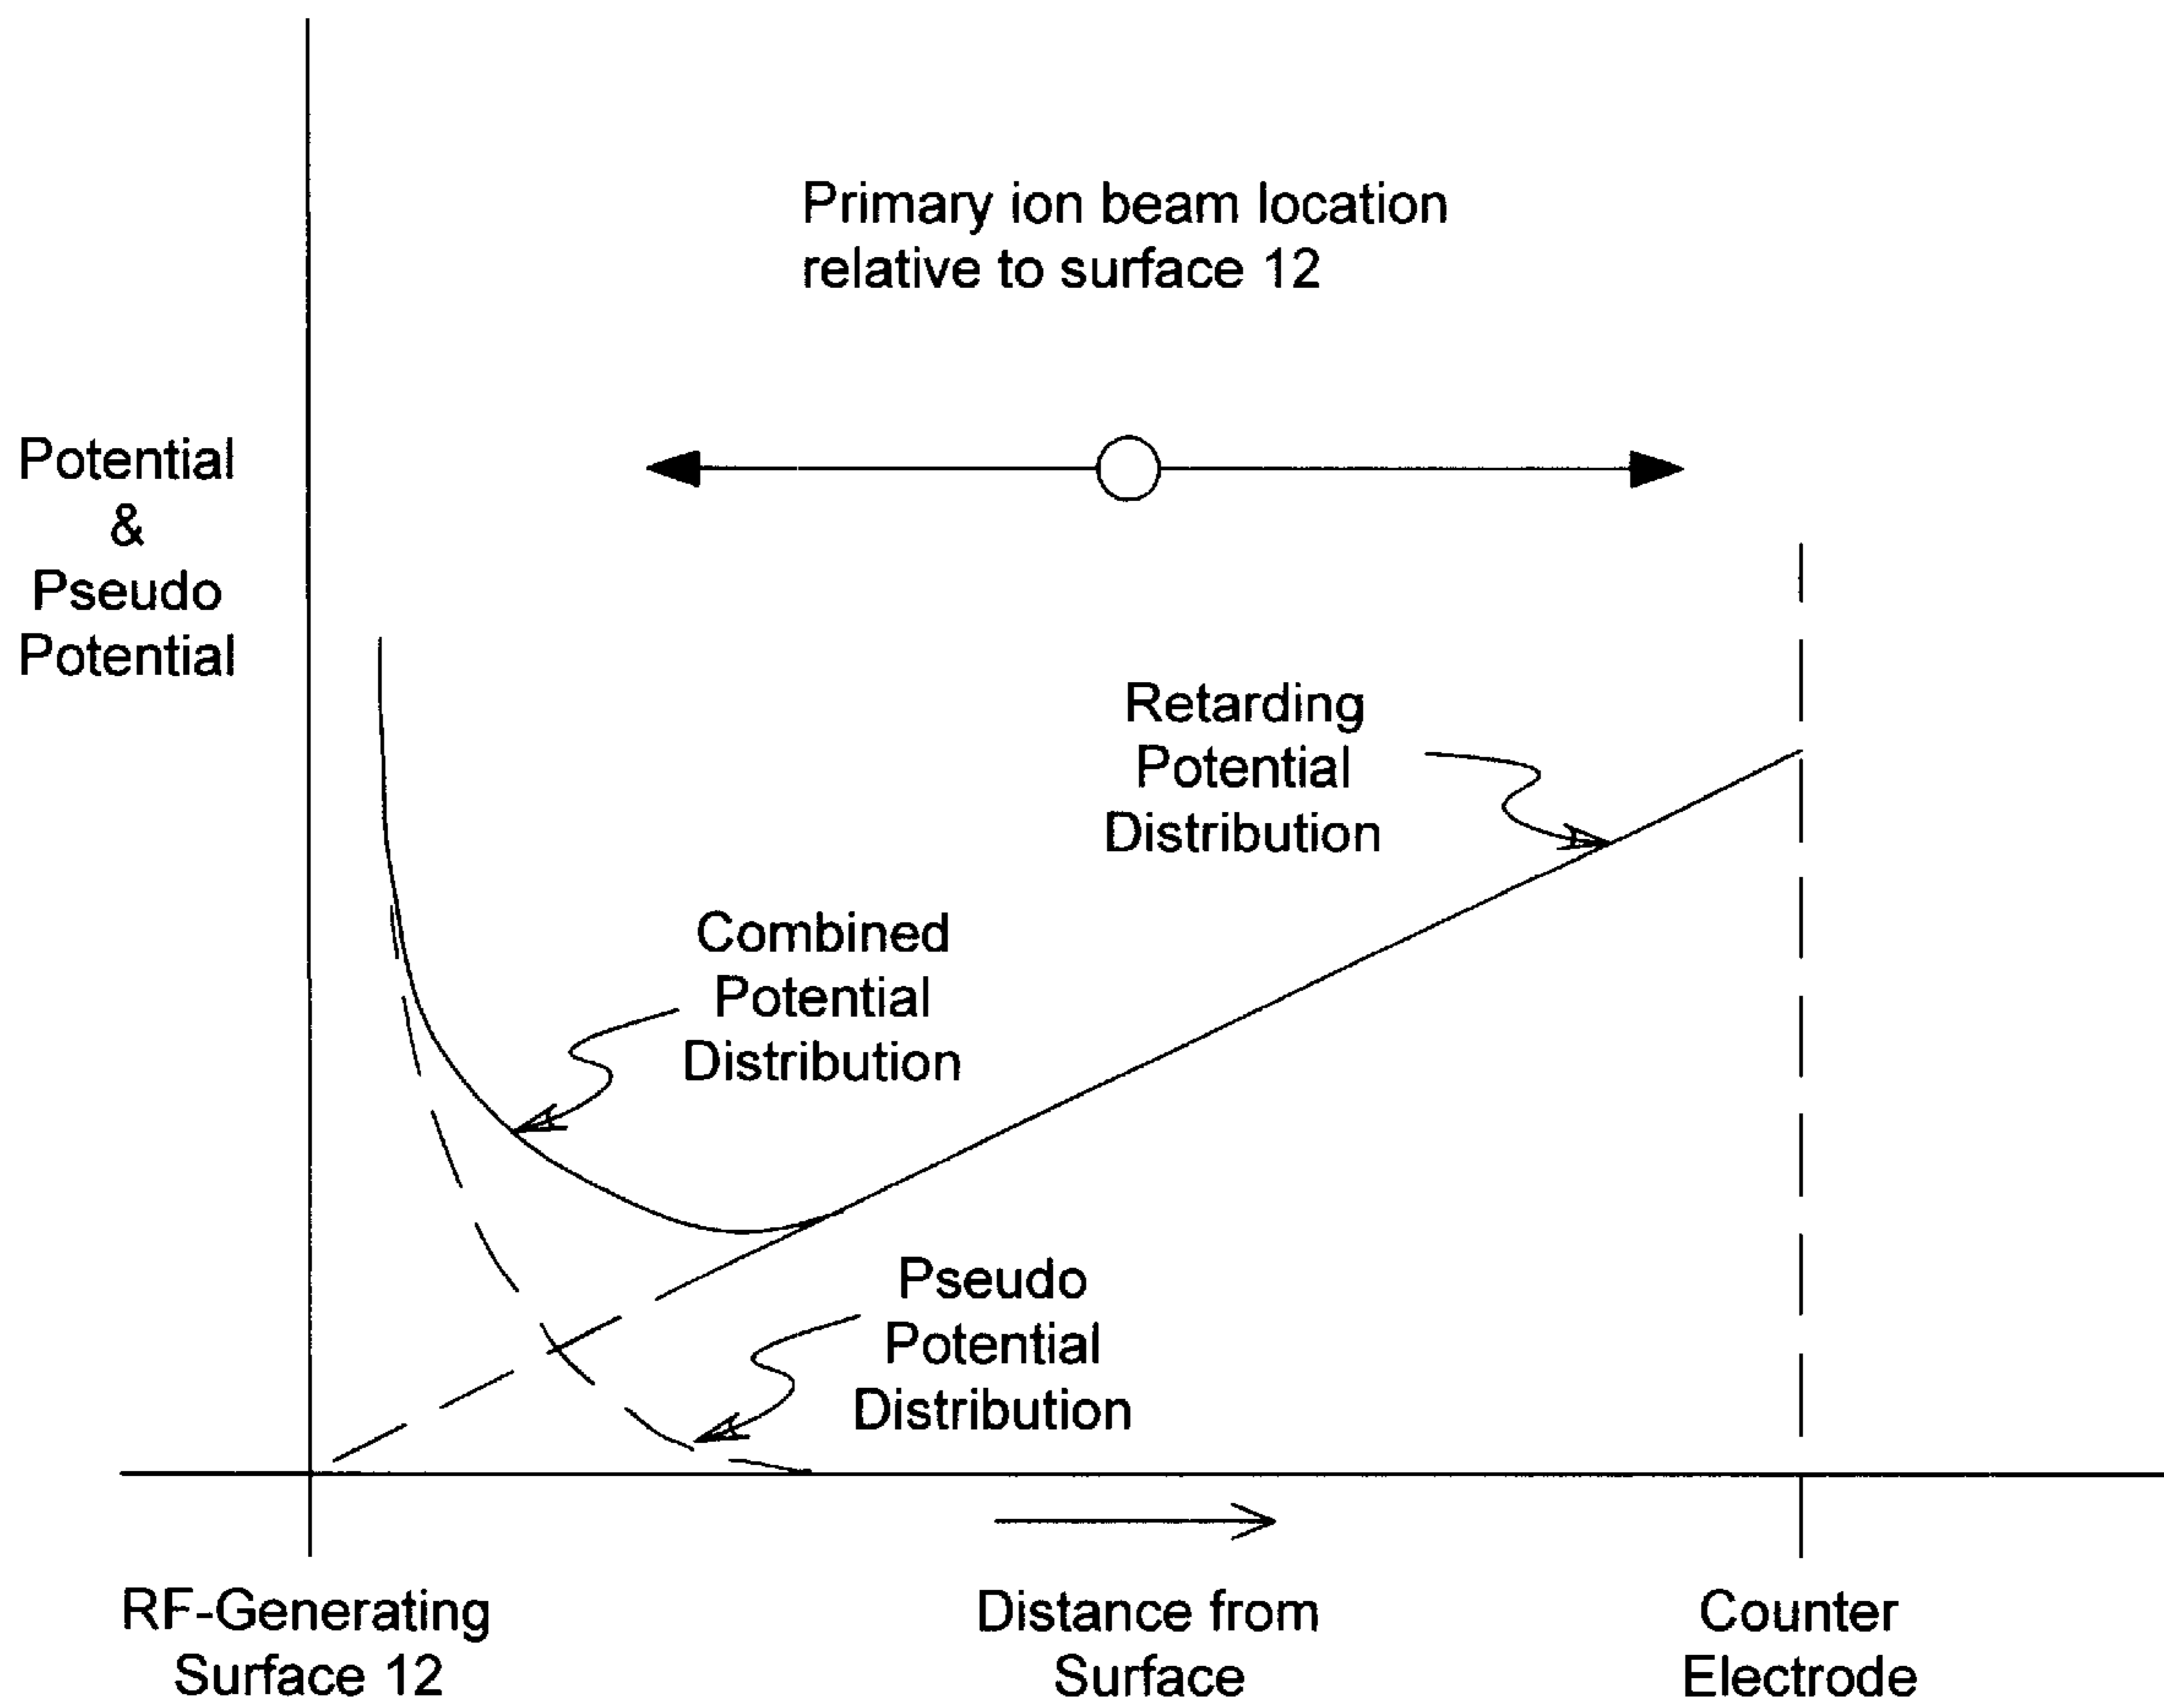 Primary ion beam location
relative to surface 12
Potential
&
Pseudo
Potential
Retarding
Potential
Distribution
Combined
Potential
Distribution
Pseudo
Potential
Distribution
RF-Generating
Surface 12
Distance from
Surface
Counter
Electrode